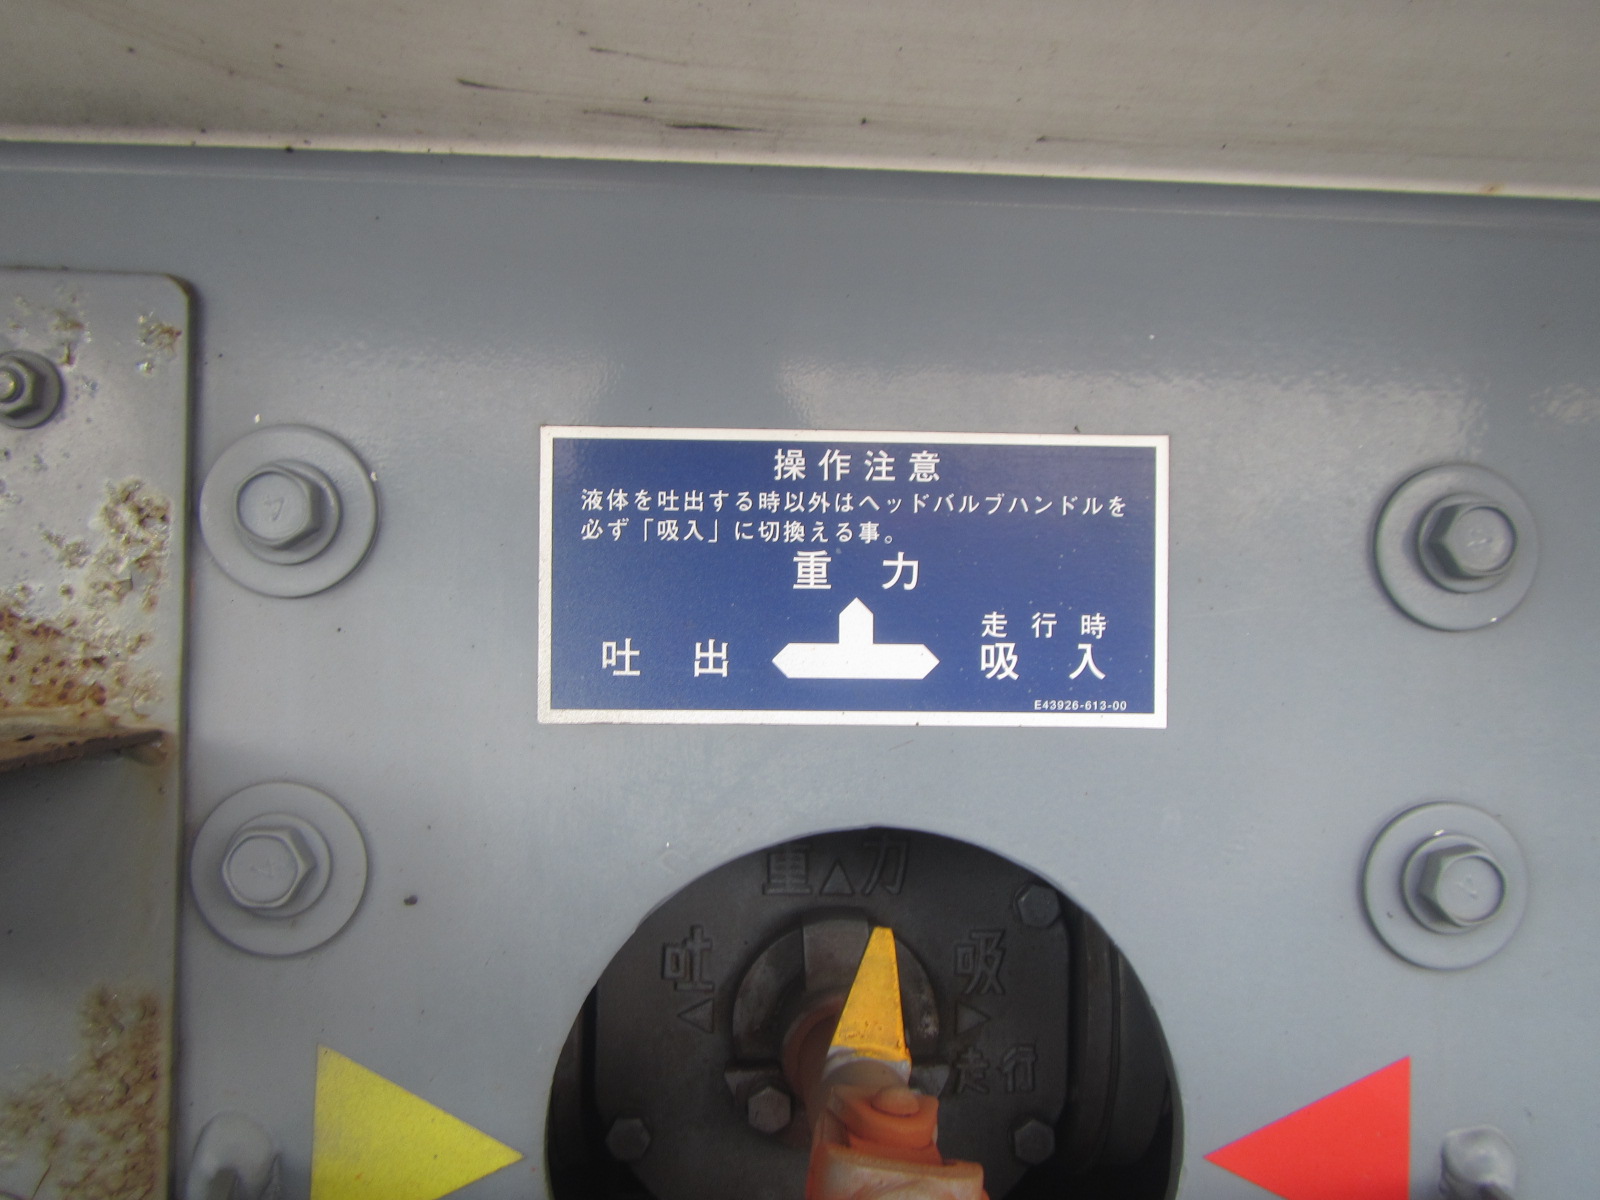 操作注意
液体を吐出する時以外はヘッドバルブハンドルを
必ず「吸入」に切換える事。
重力
走行時
吐出 吸入
E43926-613-00
重▲力
吐 吸
走行